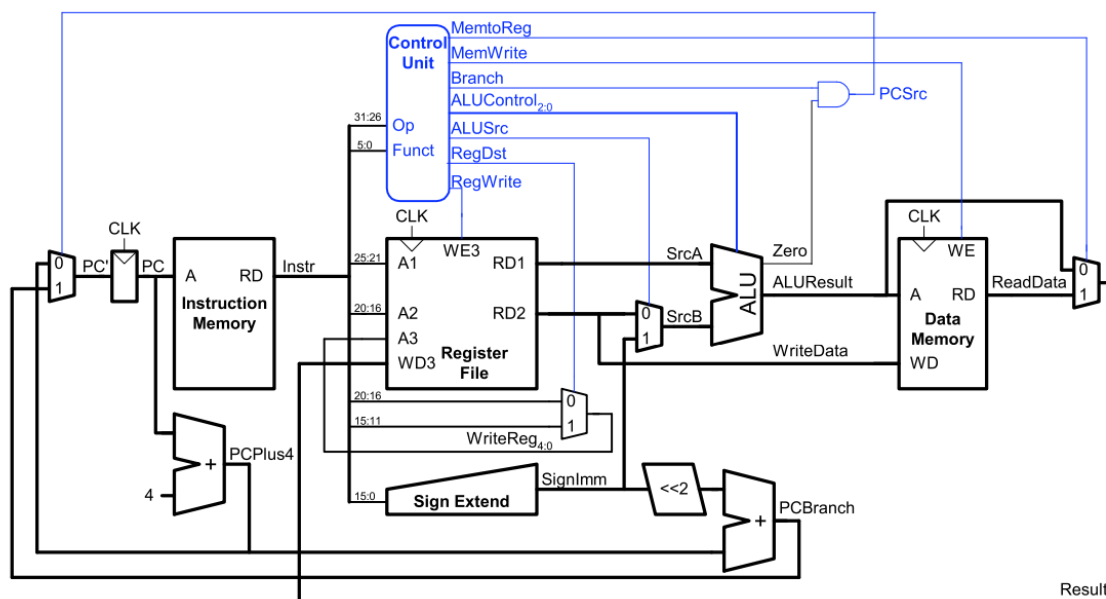 MemtoReg
Control
Unit
MemWrite
Branch
ALUControl2:0
PCSrc
31:26
Op
ALUSrc
5:0
Funct
RegDst
RegWrite
CLK
CLK
CLK
0
1
PC'
PC
A
RD
Instruction
Memory
Instr
25:21
A1
WE3
RD1
SrcA
Zero
WE
0
1
20:16
A2
RD2
0
1
SrcB
ALU
ALUResult
A
RD
ReadData
Data
Memory
A3
Register
File
WD3
WriteData
WD
20:16
0
15:11
1
WriteReg4:0
PCPlus4
+
4
15:0
Sign Extend
SignImm
<<2
+
PCBranch
Result